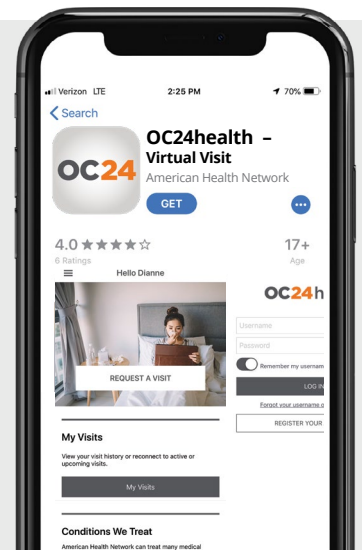 Verizon LTE 2:25 PM 70%
Search
OC24
OC24health –
Virtual Visit
American Health Network
GET
4.0
6 Ratings
17+
Age
Hello Dianne
REQUEST A VISIT
My Visits
View your visit history or reconnect to active or
upcoming visits.
My Visits
Conditions We Treat
American Health Network can treat many medical
OC24h
Username
Password
Remember my usernam
LOG IN
Forgot your username o
REGISTER YOUR